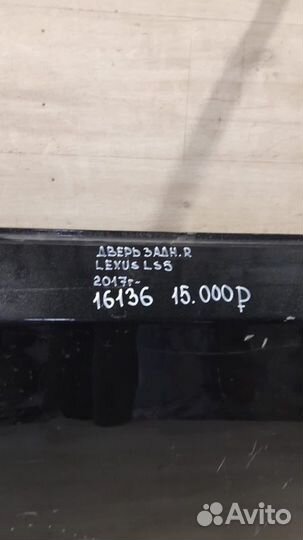 ДВЕРЬ ЗАДН. R
LEXUS LS5
2017г-
16136 15.000₽
Avito